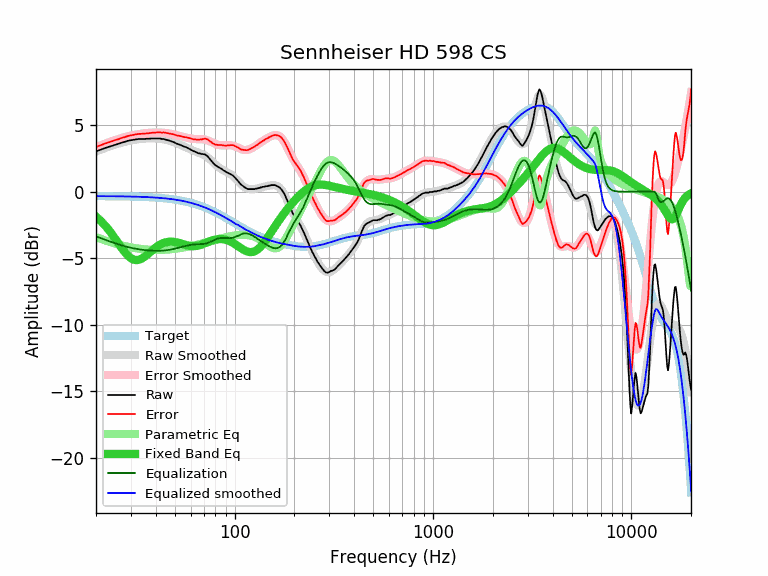 Sennheiser HD 598 CS
Amplitude (dBr)
5
0
−5
−10
−15
−20
Target
Raw Smoothed
Error Smoothed
Raw
Error
Parametric Eq
Fixed Band Eq
Equalization
Equalized smoothed
100
1000
10000
Frequency (Hz)